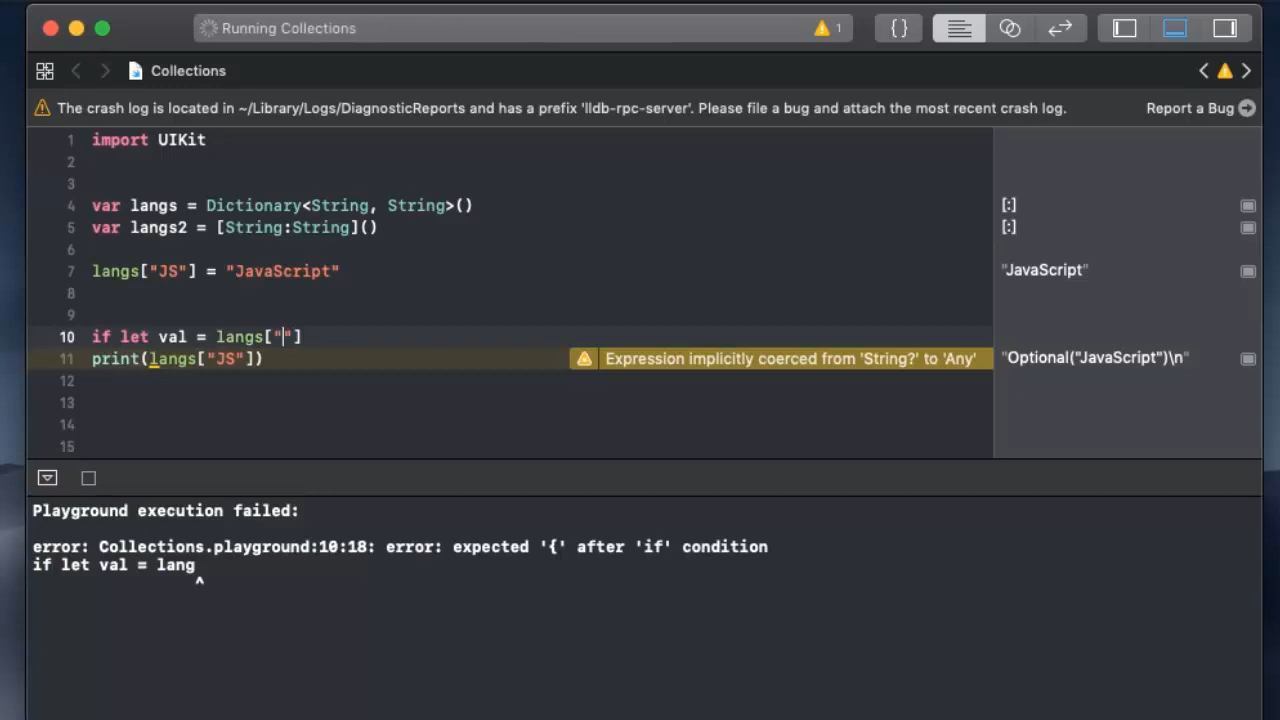 Running Collections
1
{}
Collections
The crash log is located in ~/Library/Logs/DiagnosticReports and has a prefix 'lldb-rpc-server'. Please file a bug and attach the most recent crash log.
Report a Bug
1 import UIKit
2
3
4 var langs = Dictionary<String, String>() [:]
5 var langs2 = [String:String]() [:]
6
7 langs["JS"] = "JavaScript" "JavaScript"
8
9
10 if let val = langs[""]
11 print(langs["JS"]) Expression implicitly coerced from 'String?' to 'Any' "Optional("JavaScript")\n"
12
13
14
15
Playground execution failed:
error: Collections.playground:10:18: error: expected '{' after 'if' condition
if let val = lang
^